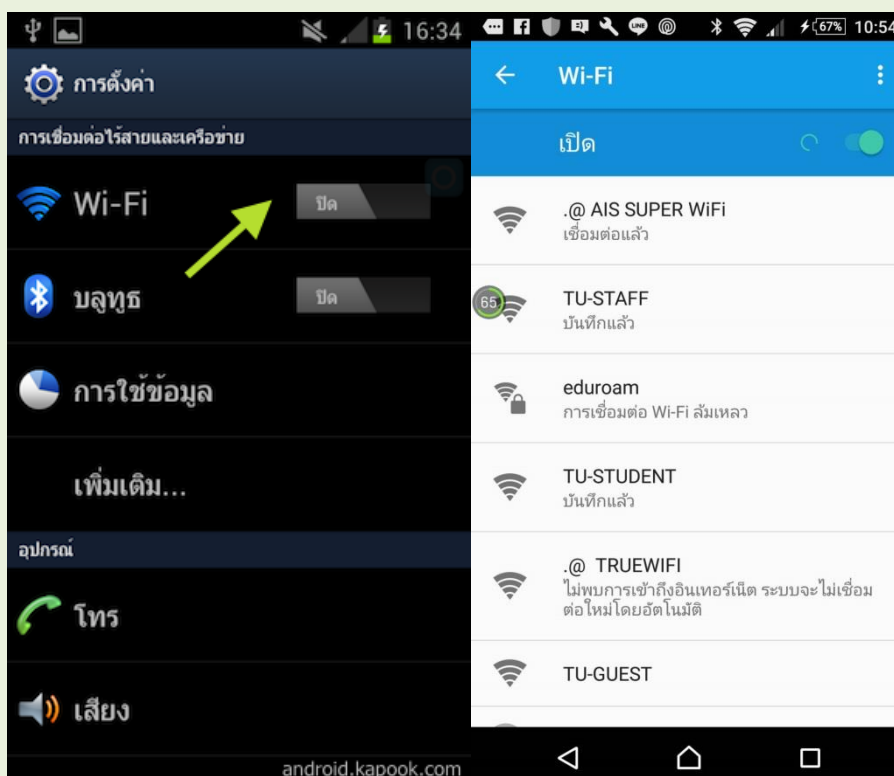 16:34
การตั้งค่า
การเชื่อมต่อไร้สายและเครือข่าย
Wi-Fi
ปิด
บลูทูธ
ปิด
การใช้ข้อมูล
เพิ่มเติม...
อุปกรณ์
โทร
เสียง
android.kapook.com
LINE
67%
10:54
Wi-Fi
เปิด
.@ AIS SUPER WiFi
เชื่อมต่อแล้ว
65
TU-STAFF
บันทึกแล้ว
eduroam
การเชื่อมต่อ Wi-Fi ล้มเหลว
TU-STUDENT
บันทึกแล้ว
.@ TRUEWIFI
ไม่พบการเข้าถึงอินเทอร์เน็ต ระบบจะไม่เชื่อม
ต่อใหม่โดยอัตโนมัติ
TU-GUEST